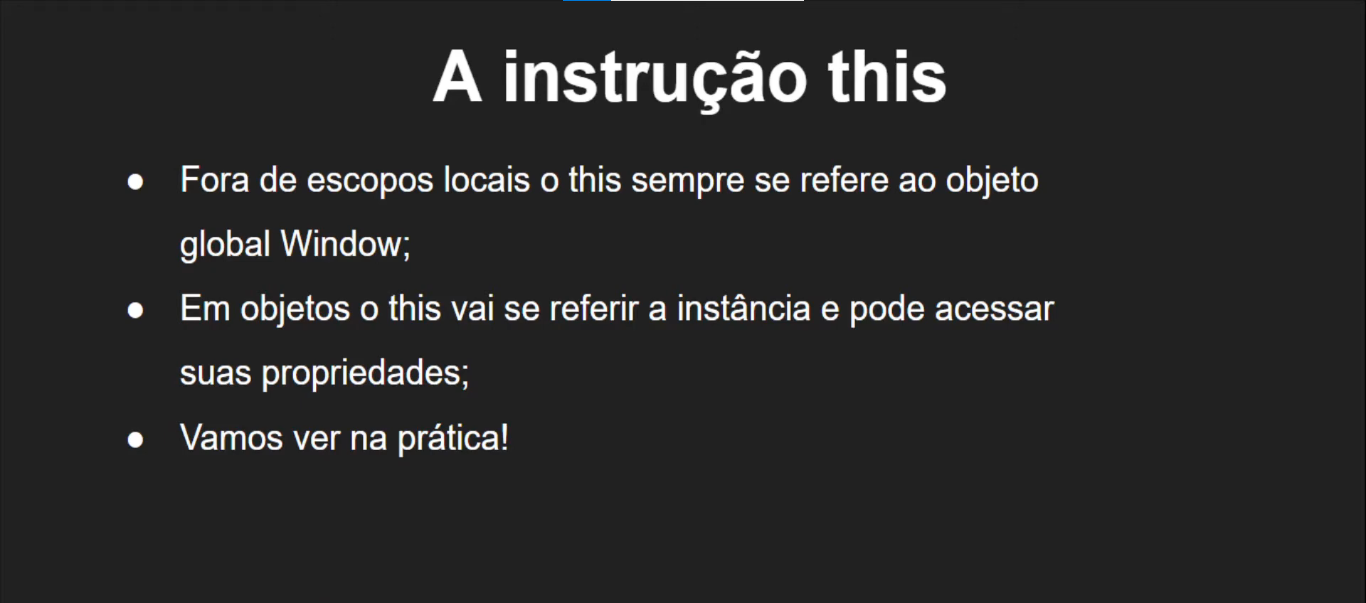 A instrução this
● Fora de escopos locais o this sempre se refere ao objeto
global Window;
● Em objetos o this vai se referir a instância e pode acessar
suas propriedades;
● Vamos ver na prática!